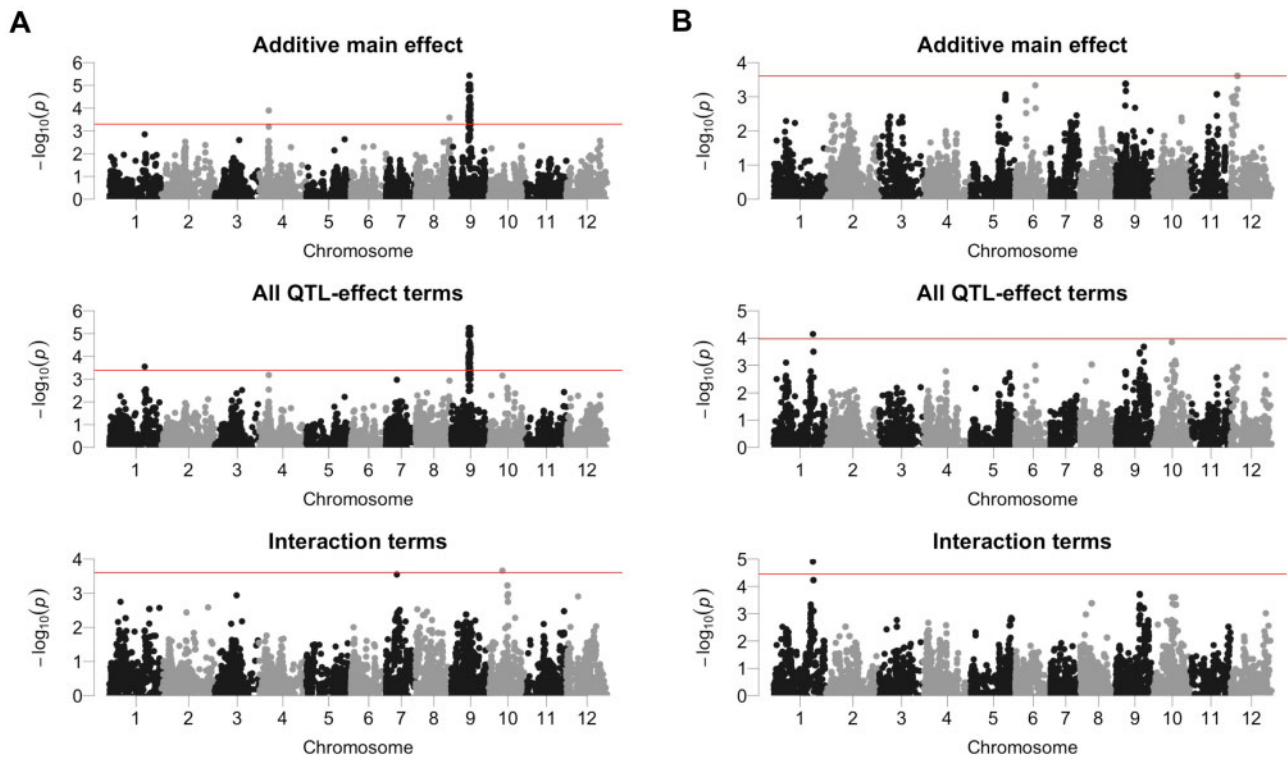 A
Additive main effect
6
5
4
3
2
1
0
− log10(p)
1 2 3 4 5 6 7 8 9 10 11 12
Chromosome
All QTL-effect terms
6
5
4
3
2
1
0
− log10(p)
1 2 3 4 5 6 7 8 9 10 11 12
Chromosome
Interaction terms
4
3
2
1
0
− log10(p)
1 2 3 4 5 6 7 8 9 10 11 12
Chromosome
B
Additive main effect
4
3
2
1
0
− log10(p)
1 2 3 4 5 6 7 8 9 10 11 12
Chromosome
All QTL-effect terms
5
4
3
2
1
0
− log10(p)
1 2 3 4 5 6 7 8 9 10 11 12
Chromosome
Interaction terms
5
4
3
2
1
0
− log10(p)
1 2 3 4 5 6 7 8 9 10 11 12
Chromosome